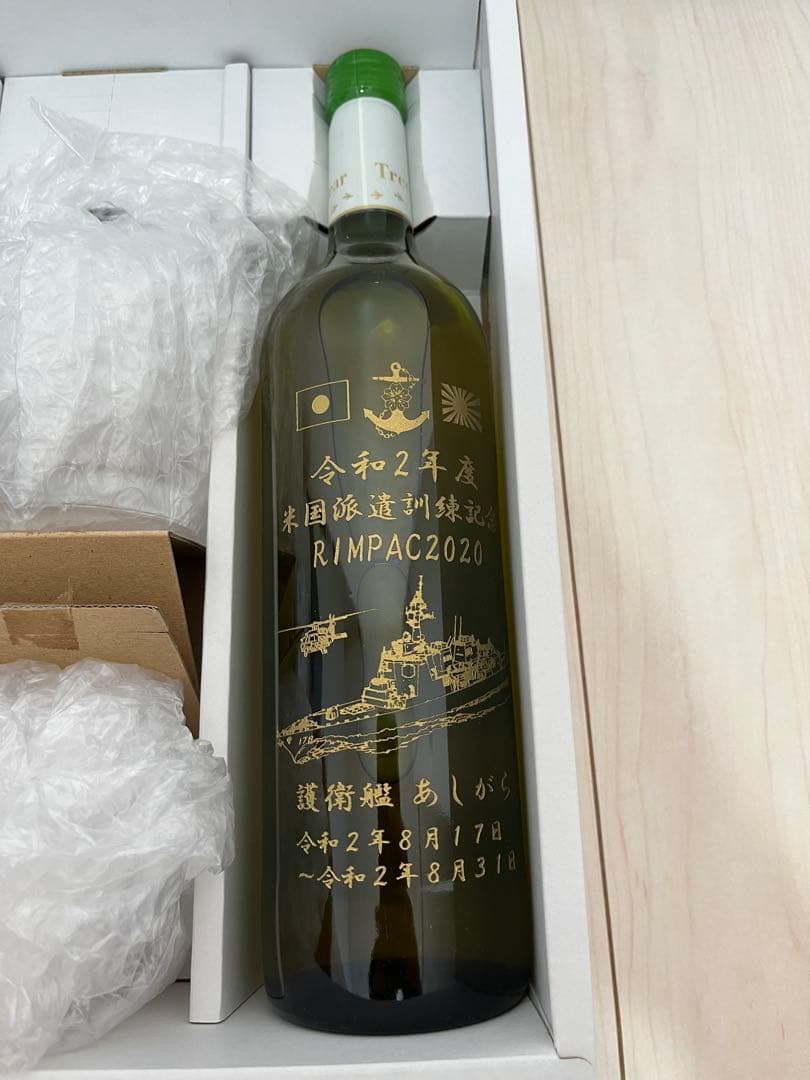 Tre
令和2年度
米国派遣訓練記念
RIMPAC2020
178
護衛艦 あしがら
令和2年8月17日
～令和2年8月31日